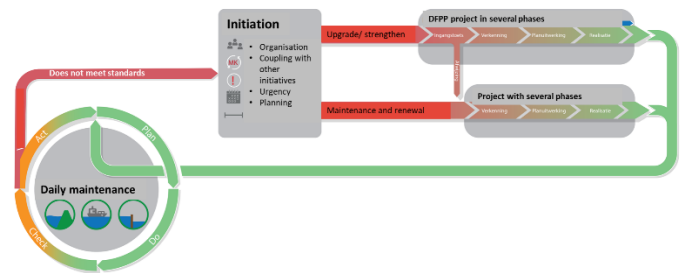 Initiation
• Organisation
• Coupling with
other
initiatives
• Urgency
• Planning
MK
Does not meet standards
Upgrade/ strengthen
DFPP project in several phases
Verkenning
Planuitwerking
Realisatie
Maintenance and renewal
Project with several phases
Verkenning
Planuitwerking
Realisatie
Act
Plan
Daily maintenance
Check
Do